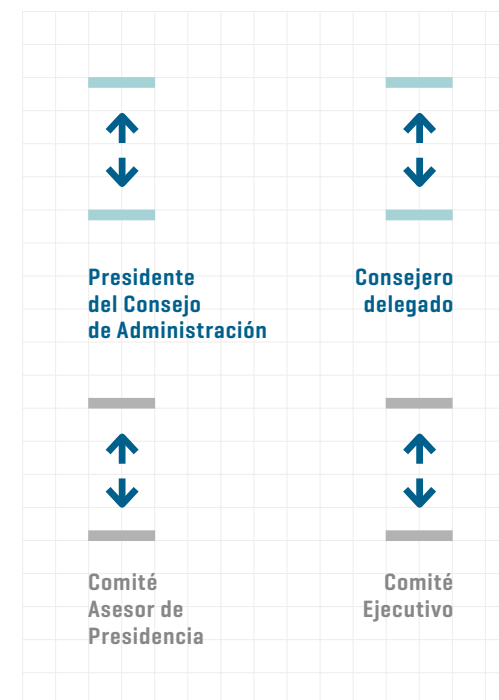 Presidente
del Consejo
de Administración
Consejero
delegado
Comité
Asesor de
Presidencia
Comité
Ejecutivo